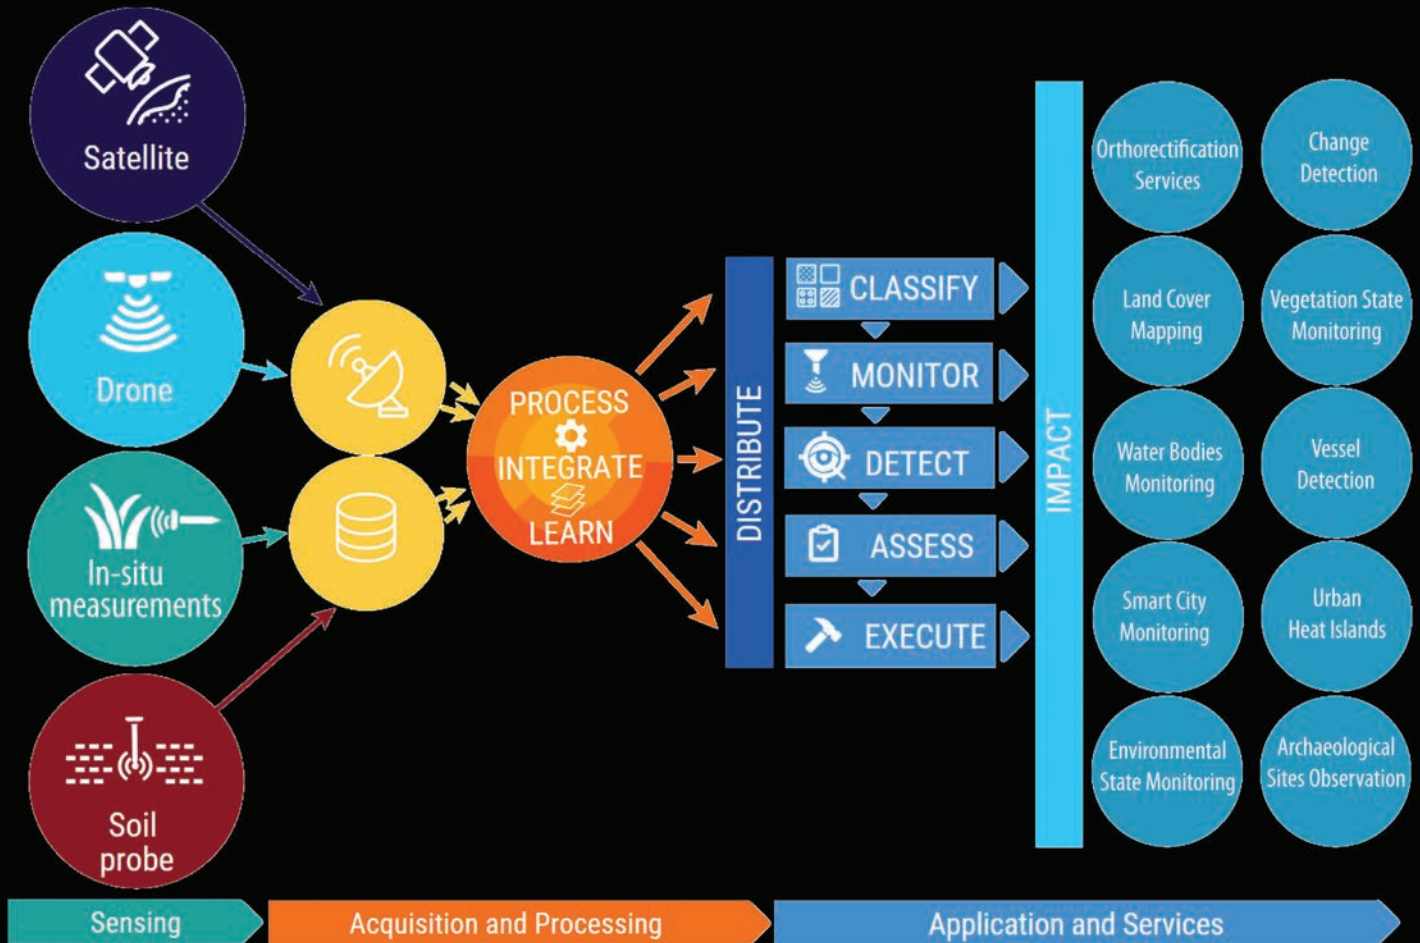 Satellite
Drone
In-situ
measurements
Soil
probe
PROCESS
INTEGRATE
LEARN
DISTRIBUTE
CLASSIFY
MONITOR
DETECT
ASSESS
EXECUTE
IMPACT
Orthorectification
Services
Change
Detection
Land Cover
Mapping
Vegetation State
Monitoring
Water Bodies
Monitoring
Vessel
Detection
Smart City
Monitoring
Urban
Heat Islands
Environmental
State Monitoring
Archaeological
Sites Observation
Sensing
Acquisition and Processing
Application and Services